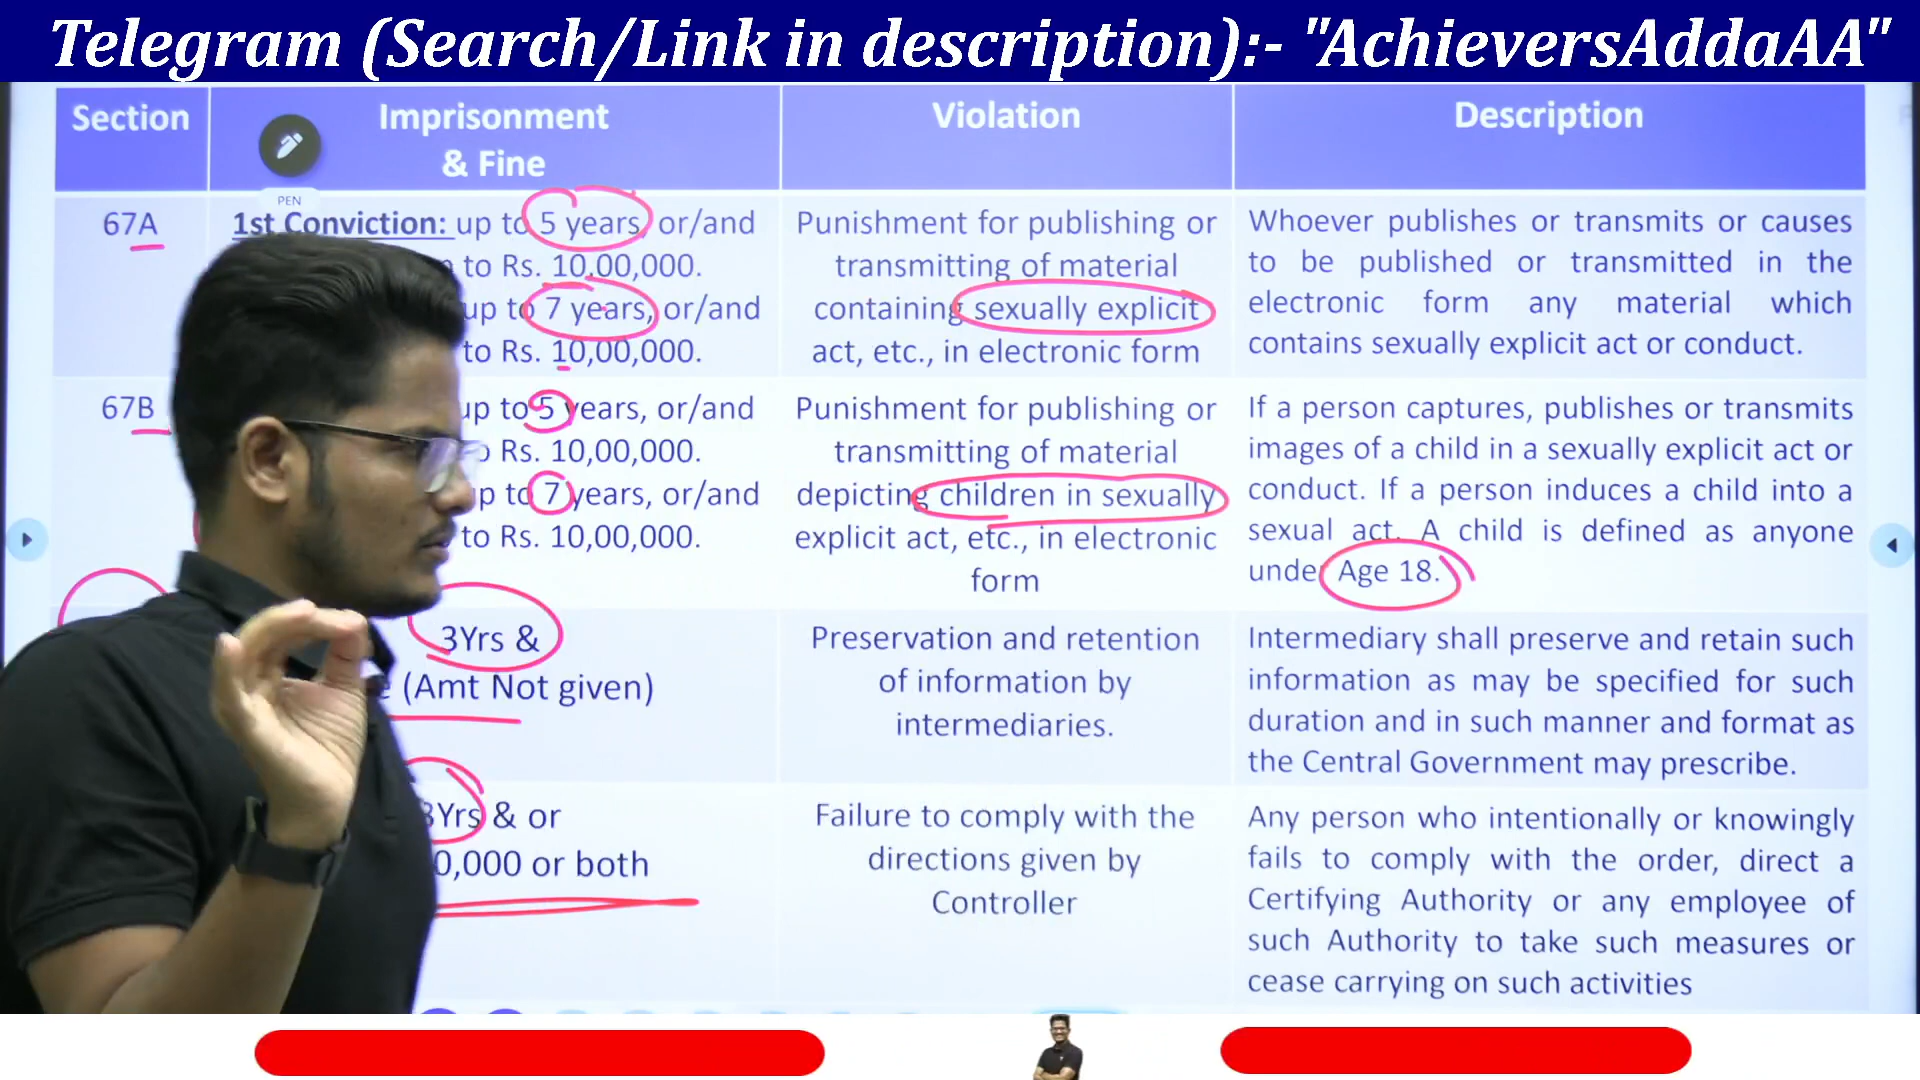 Telegram (Search/Link in description):- "AchieversAddaAA"
Section
Imprisonment
& Fine
Violation
Description
PEN
67A
1st Conviction: up to 5 years, or/and
to Rs. 10,00,000.
up to 7 years, or/and
to Rs. 10,00,000.
Punishment for publishing or
transmitting of material
containing sexually explicit
act, etc., in electronic form
Whoever publishes or transmits or causes
to be published or transmitted in the
electronic form any material which
contains sexually explicit act or conduct.
67B
up to 5 years, or/and
Rs. 10,00,000.
up to 7 years, or/and
to Rs. 10,00,000.
Punishment for publishing or
transmitting of material
depicting children in sexually
explicit act, etc., in electronic
form
If a person captures, publishes or transmits
images of a child in a sexually explicit act or
conduct. If a person induces a child into a
sexual act. A child is defined as anyone
under Age 18.
3Yrs &
(Amt Not given)
Preservation and retention
of information by
intermediaries.
Intermediary shall preserve and retain such
information as may be specified for such
duration and in such manner and format as
the Central Government may prescribe.
3Yrs & or
0,000 or both
Failure to comply with the
directions given by
Controller
Any person who intentionally or knowingly
fails to comply with the order, direct a
Certifying Authority or any employee of
such Authority to take such measures or
cease carrying on such activities